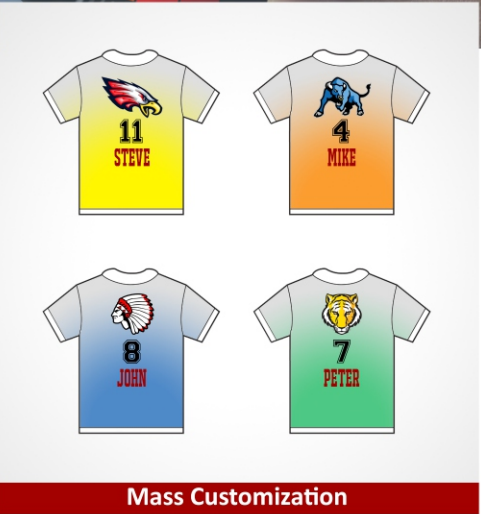 11
STEVE
4
MIKE
8
JOHN
7
PETER
Mass Customization